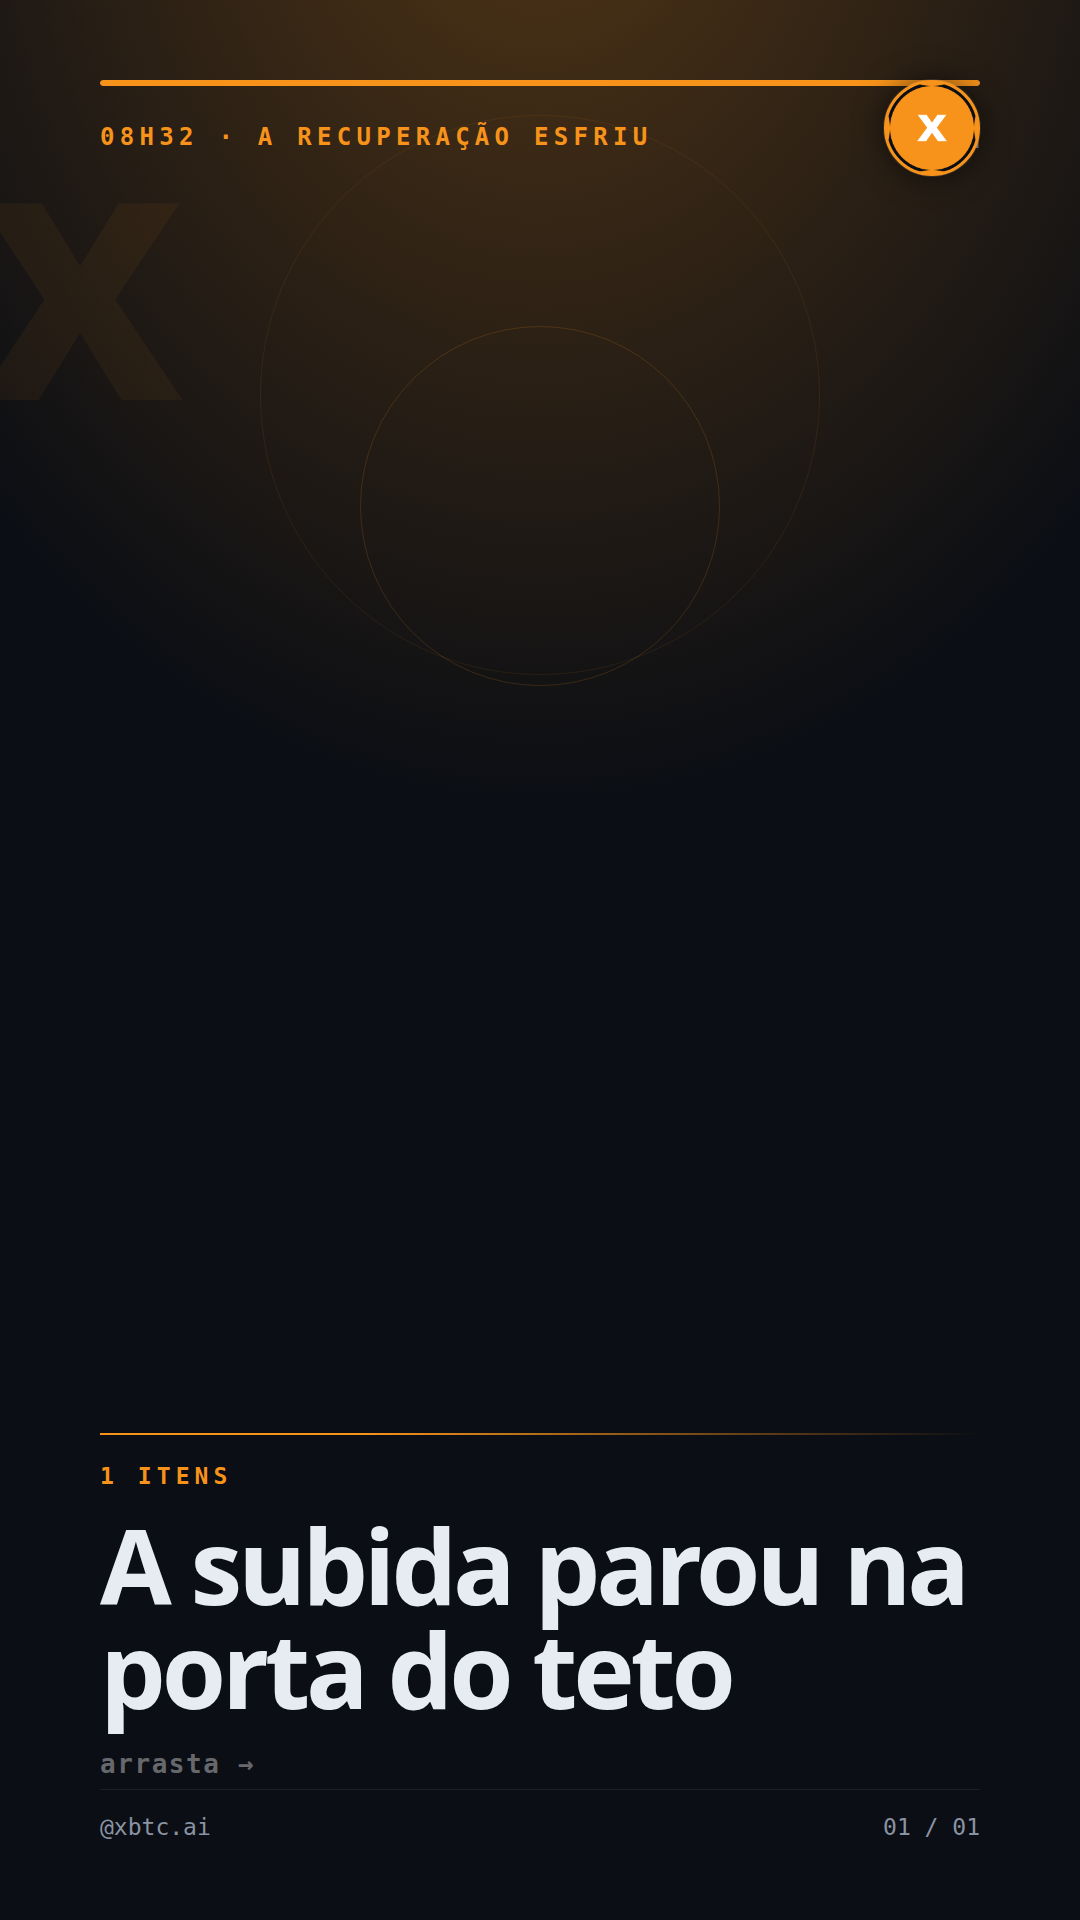 08H32 · A RECUPERAÇÃO ESFRIU
x
x
1 ITENS
A subida parou na
porta do teto
arrasta →
@xbtc.ai
01 / 01